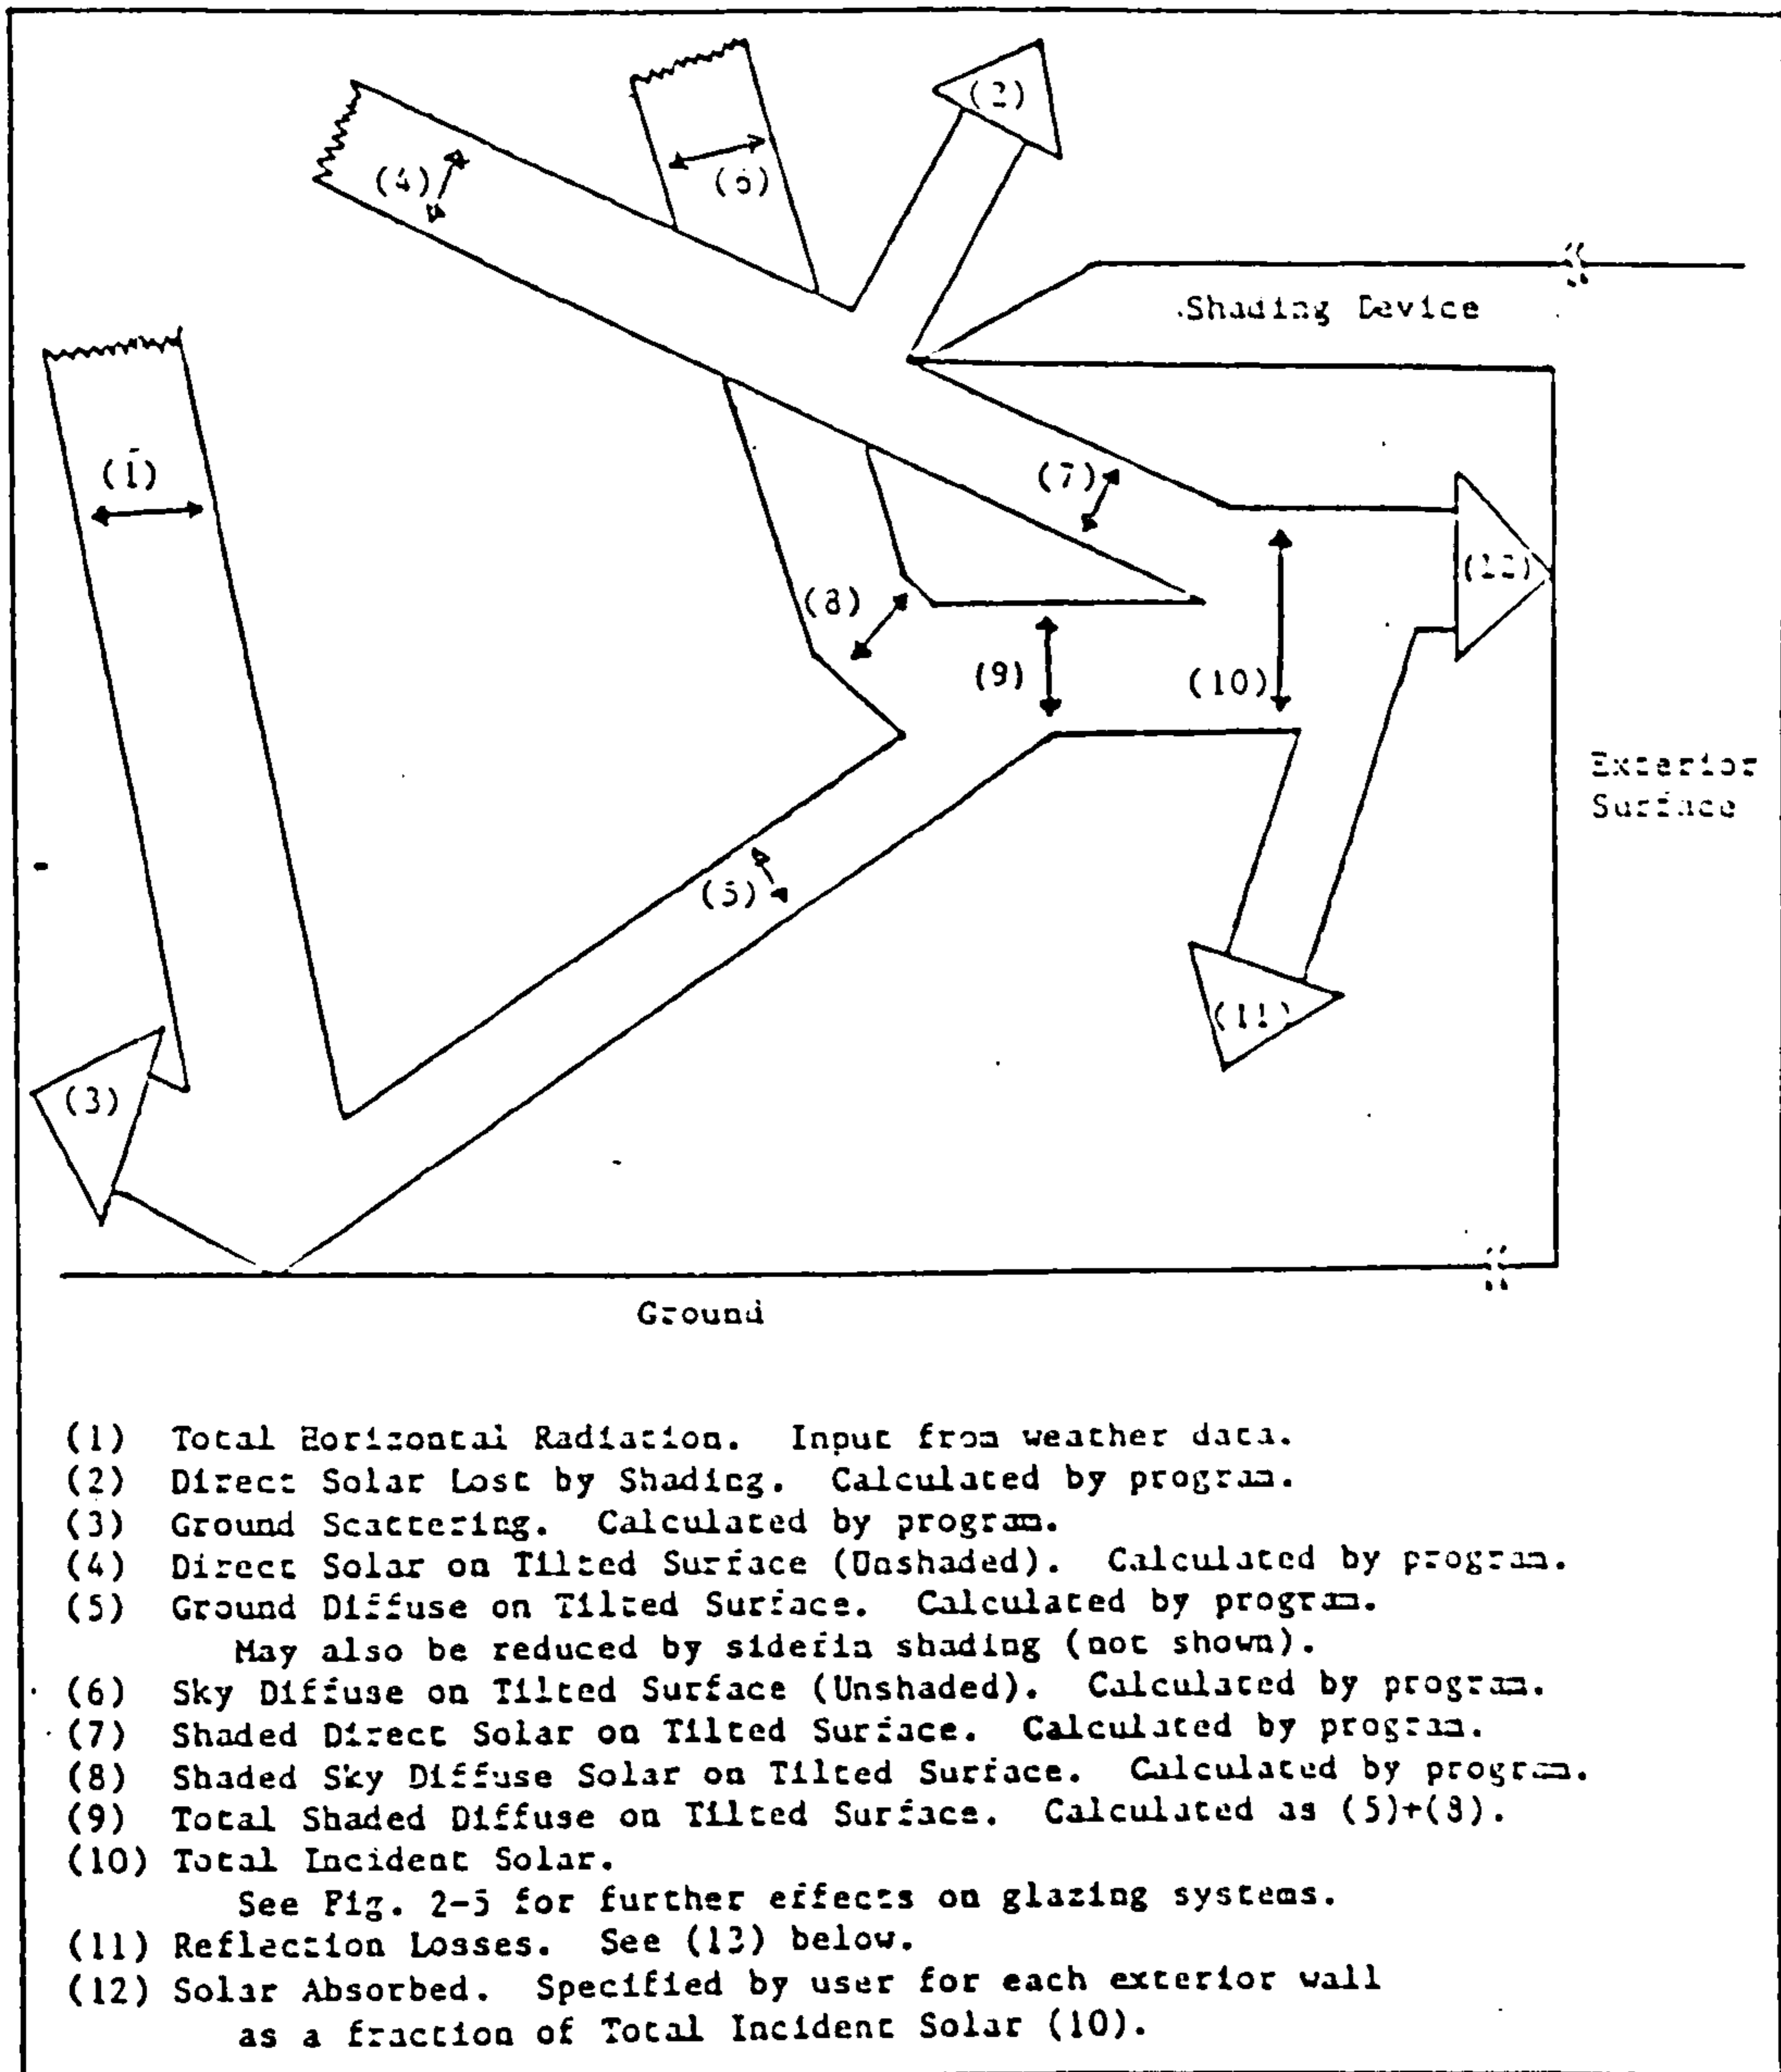 (2)
(4)
(6)
Shading Device
(1)
(7)
(12)
(8)
(9)
(10)
Exterior
Surface
(5)
(11)
(3)
Ground
(1) Total Horizontal Radiation. Input from weather data.
(2) Direct Solar Lost by Shading. Calculated by program.
(3) Ground Scattering. Calculated by program.
(4) Direct Solar on Tilted Surface (Unshaded). Calculated by program.
(5) Ground Diffuse on Tilted Surface. Calculated by program.
May also be reduced by sidefin shading (not shown).
(6) Sky Diffuse on Tilted Surface (Unshaded). Calculated by program.
(7) Shaded Direct Solar on Tilted Surface. Calculated by program.
(8) Shaded Sky Diffuse Solar on Tilted Surface. Calculated by program.
(9) Total Shaded Diffuse on Tilted Surface. Calculated as (5)+(8).
(10) Total Incident Solar.
See Fig. 2-5 for further effects on glazing systems.
(11) Reflection Losses. See (12) below.
(12) Solar Absorbed. Specified by user for each exterior wall
as a fraction of Total Incident Solar (10).